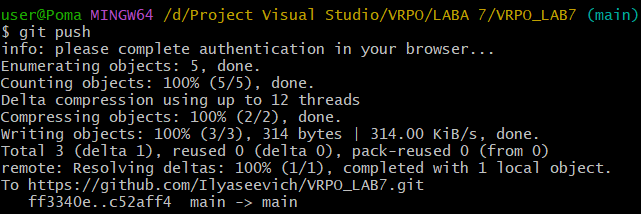 user@Poma MINGW64 /d/Project Visual Studio/VRPO/LABA 7/VRPO_LAB7 (main)
$ git push
info: please complete authentication in your browser...
Enumerating objects: 5, done.
Counting objects: 100% (5/5), done.
Delta compression using up to 12 threads
Compressing objects: 100% (2/2), done.
Writing objects: 100% (3/3), 314 bytes | 314.00 KiB/s, done.
Total 3 (delta 1), reused 0 (delta 0), pack-reused 0 (from 0)
remote: Resolving deltas: 100% (1/1), completed with 1 local object.
To https://github.com/Ilyaseevich/VRPO_LAB7.git
   ff3340e..c52aff4  main -> main